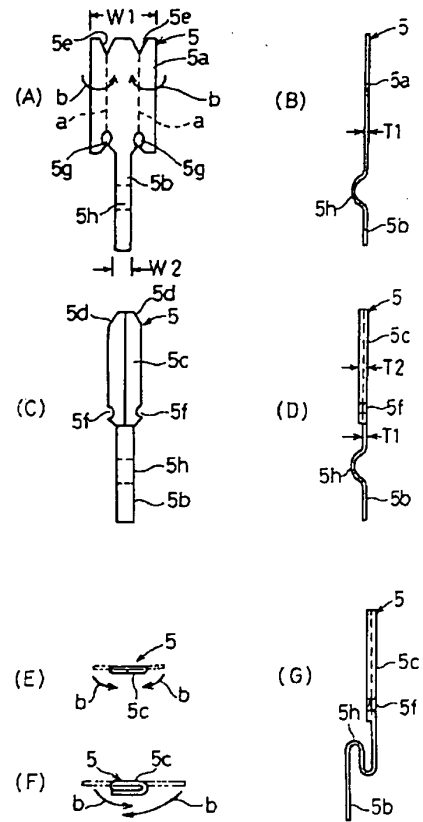 W1
5e 5e 5
5a
(A) b b
a a
5g 5g
5b
5h
W2
5
5a
(B)
T1
5h
5b
5d 5d
5
5c
(C)
5f 5f
5h
5b
5
5c
(D) T2
5f
T1
5h
5b
5
(E)
b 5c b
5 5c
(F)
b b
5
5c
(G)
5f
5h
5b